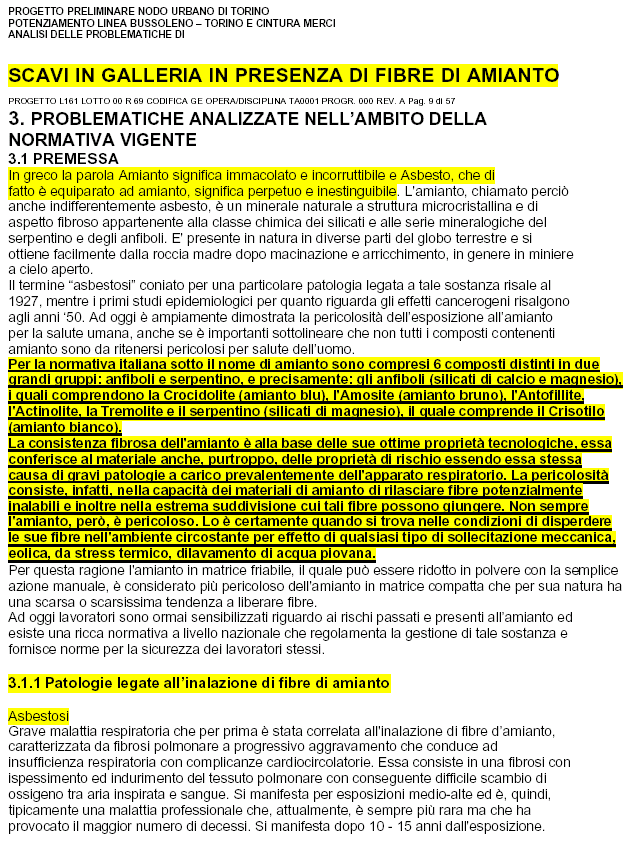 PROGETTO PRELIMINARE NODO URBANO DI TORINO
POTENZIAMENTO LINEA BUSSOLENO – TORINO E CINTURA MERCI
ANALISI DELLE PROBLEMATICHE DI
SCAVI IN GALLERIA IN PRESENZA DI FIBRE DI AMIANTO
PROGETTO L161 LOTTO 00 R 69 CODIFICA GE OPERA/DISCIPLINA TA0001 PROGR. 000 REV. A Pag. 9 di 57
3. PROBLEMATICHE ANALIZZATE NELL'AMBITO DELLA
NORMATIVA VIGENTE
3.1 PREMESSA
In greco la parola Amianto significa immacolato e incorruttibile e Asbesto, che di
fatto è equiparato ad amianto, significa perpetuo e inestinguibile. L'amianto, chiamato perciò
anche indifferentemente asbesto, è un minerale naturale a struttura microcristallina e di
aspetto fibroso appartenente alla classe chimica dei silicati e alle serie mineralogiche del
serpentino e degli anfiboli. E' presente in natura in diverse parti del globo terrestre e si
ottiene facilmente dalla roccia madre dopo macinazione e arricchimento, in genere in miniere
a cielo aperto.
Il termine “asbestosi” coniato per una particolare patologia legata a tale sostanza risale al
1927, mentre i primi studi epidemiologici per quanto riguarda gli effetti cancerogeni risalgono
agli anni ‘50. Ad oggi è ampiamente dimostrata la pericolosità dell'esposizione all'amianto
per la salute umana, anche se è importanti sottolineare che non tutti i composti contenenti
amianto sono da ritenersi pericolosi per salute dell'uomo.
Per la normativa italiana sotto il nome di amianto sono compresi 6 composti distinti in due
grandi gruppi: anfiboli e serpentino, e precisamente: gli anfiboli (silicati di calcio e magnesio),
i quali comprendono la Crocidolite (amianto blu), l'Amosite (amianto bruno), l'Antofillite,
l'Actinolite, la Tremolite e il serpentino (silicati di magnesio), il quale comprende il Crisotilo
(amianto bianco).
La consistenza fibrosa dell'amianto è alla base delle sue ottime proprietà tecnologiche, essa
conferisce al materiale anche, purtroppo, delle proprietà di rischio essendo essa stessa
causa di gravi patologie a carico prevalentemente dell'apparato respiratorio. La pericolosità
consiste, infatti, nella capacità dei materiali di amianto di rilasciare fibre potenzialmente
inalabili e inoltre nella estrema suddivisione cui tali fibre possono giungere. Non sempre
l'amianto, però, è pericoloso. Lo è certamente quando si trova nelle condizioni di disperdere
le sue fibre nell'ambiente circostante per effetto di qualsiasi tipo di sollecitazione meccanica,
eolica, da stress termico, dilavamento di acqua piovana.
Per questa ragione l'amianto in matrice friabile, il quale può essere ridotto in polvere con la semplice
azione manuale, è considerato più pericoloso dell'amianto in matrice compatta che per sua natura ha
una scarsa o scarsissima tendenza a liberare fibre.
Ad oggi lavoratori sono ormai sensibilizzati riguardo ai rischi passati e presenti all'amianto ed
esiste una ricca normativa a livello nazionale che regolamenta la gestione di tale sostanza e
fornisce norme per la sicurezza dei lavoratori stessi.
3.1.1 Patologie legate all'inalazione di fibre di amianto
Asbestosi
Grave malattia respiratoria che per prima è stata correlata all'inalazione di fibre d'amianto,
caratterizzata da fibrosi polmonare a progressivo aggravamento che conduce ad
insufficienza respiratoria con complicanze cardiocircolatorie. Essa consiste in una fibrosi con
ispessimento ed indurimento del tessuto polmonare con conseguente difficile scambio di
ossigeno tra aria inspirata e sangue. Si manifesta per esposizioni medio-alte ed è, quindi,
tipicamente una malattia professionale che, attualmente, è sempre più rara ma che ha
provocato il maggior numero di decessi. Si manifesta dopo 10 - 15 anni dall'esposizione.